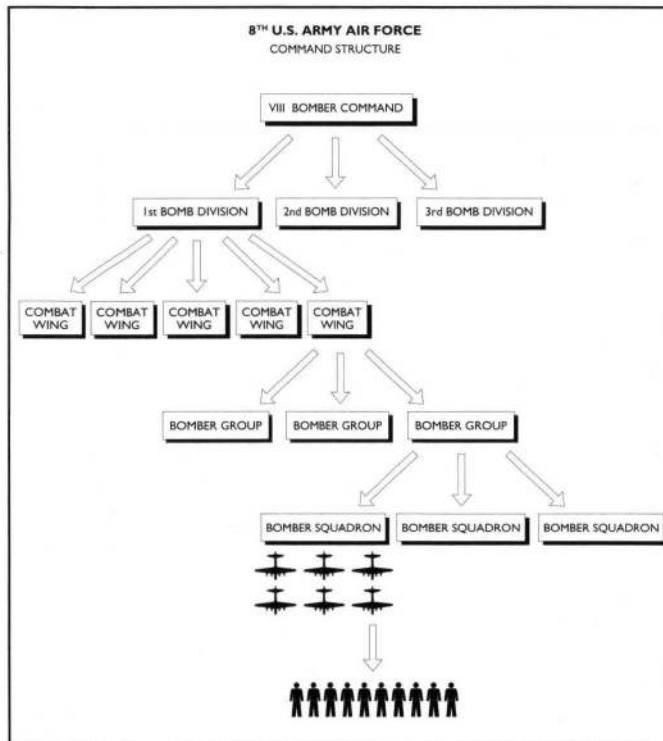 8TH U.S. ARMY AIR FORCE
COMMAND STRUCTURE
VIII BOMBER COMMAND
1st BOMB DIVISION
2nd BOMB DIVISION
3rd BOMB DIVISION
COMBAT
WING
COMBAT
WING
COMBAT
WING
COMBAT
WING
COMBAT
WING
BOMBER GROUP
BOMBER GROUP
BOMBER GROUP
BOMBER SQUADRON
BOMBER SQUADRON
BOMBER SQUADRON